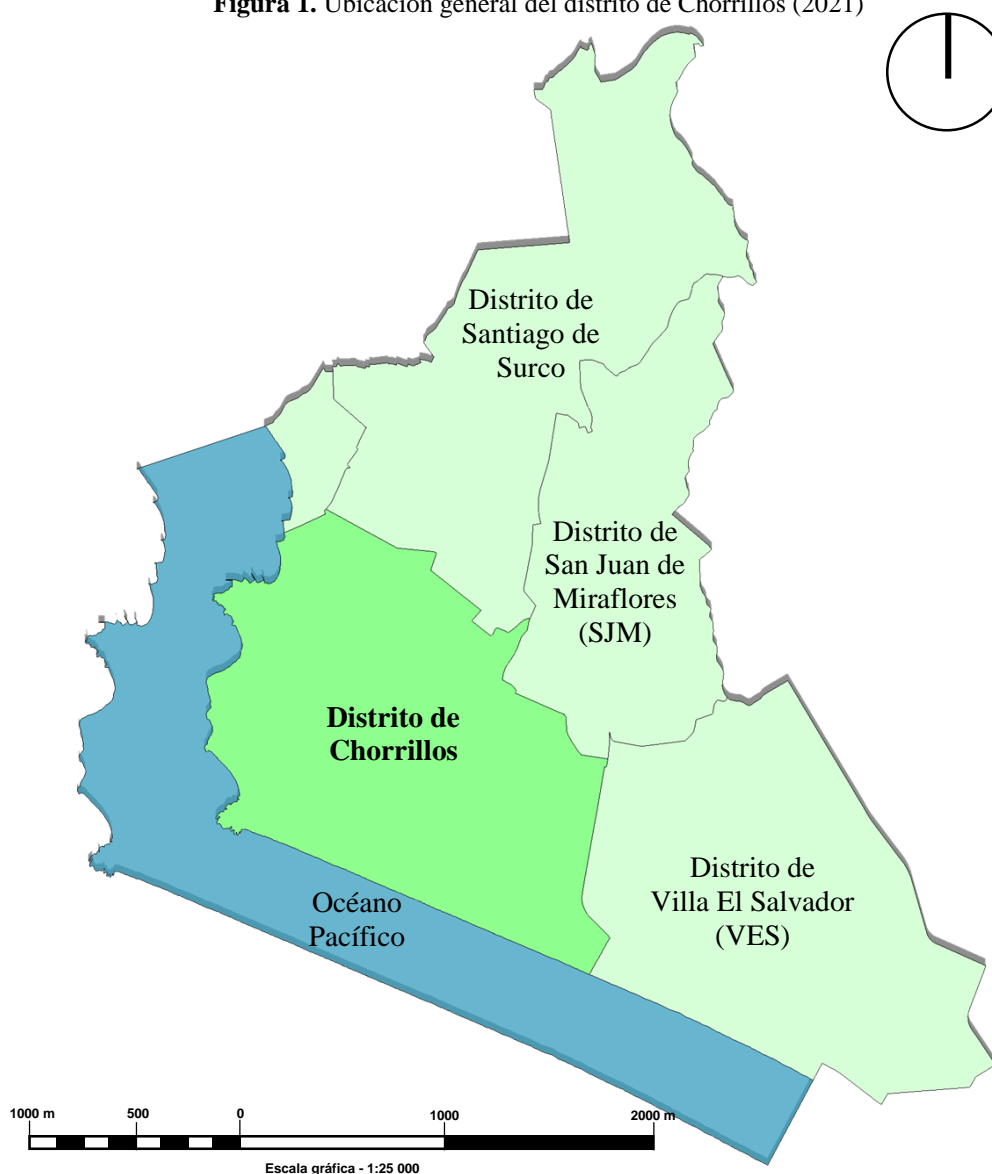 Figura 1. Ubicación general del distrito de Chorrillos (2021)
Distrito de
Santiago de
Surco
Distrito de
San Juan de
Miraflores
(SJM)
Distrito de
Chorrillos
Distrito de
Villa El Salvador
(VES)
Océano
Pacífico
1000 m 500 0 1000 2000 m
Escala gráfica - 1:25 000